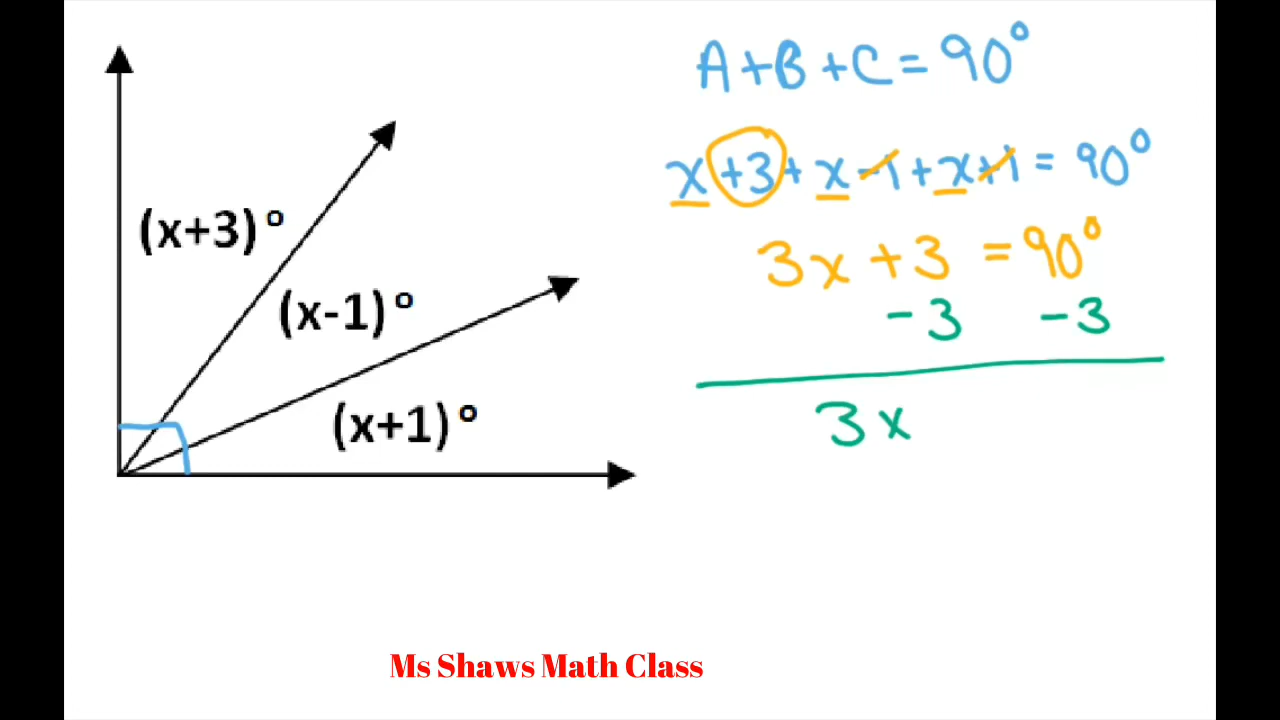 A+B+C=90°
x+3+x-1+x+1=90°
3x+3=90°
-3 -3
3x
(x+3)°
(x-1)°
(x+1)°
Ms Shaws Math Class